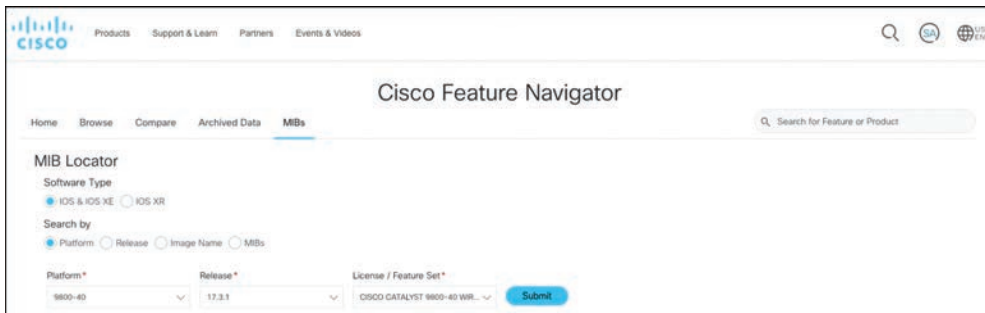 CISCO
Products Support & Learn Partners Events & Videos
SA
US
EN
Cisco Feature Navigator
Home Browse Compare Archived Data MIBs
Search for Feature or Product
MIB Locator
Software Type
IOS & IOS XE IOS XR
Search by
Platform Release Image Name MIBs
Platform* Release* License / Feature Set*
9800-40 17.3.1 CISCO CATALYST 9800-40 WIR... Submit